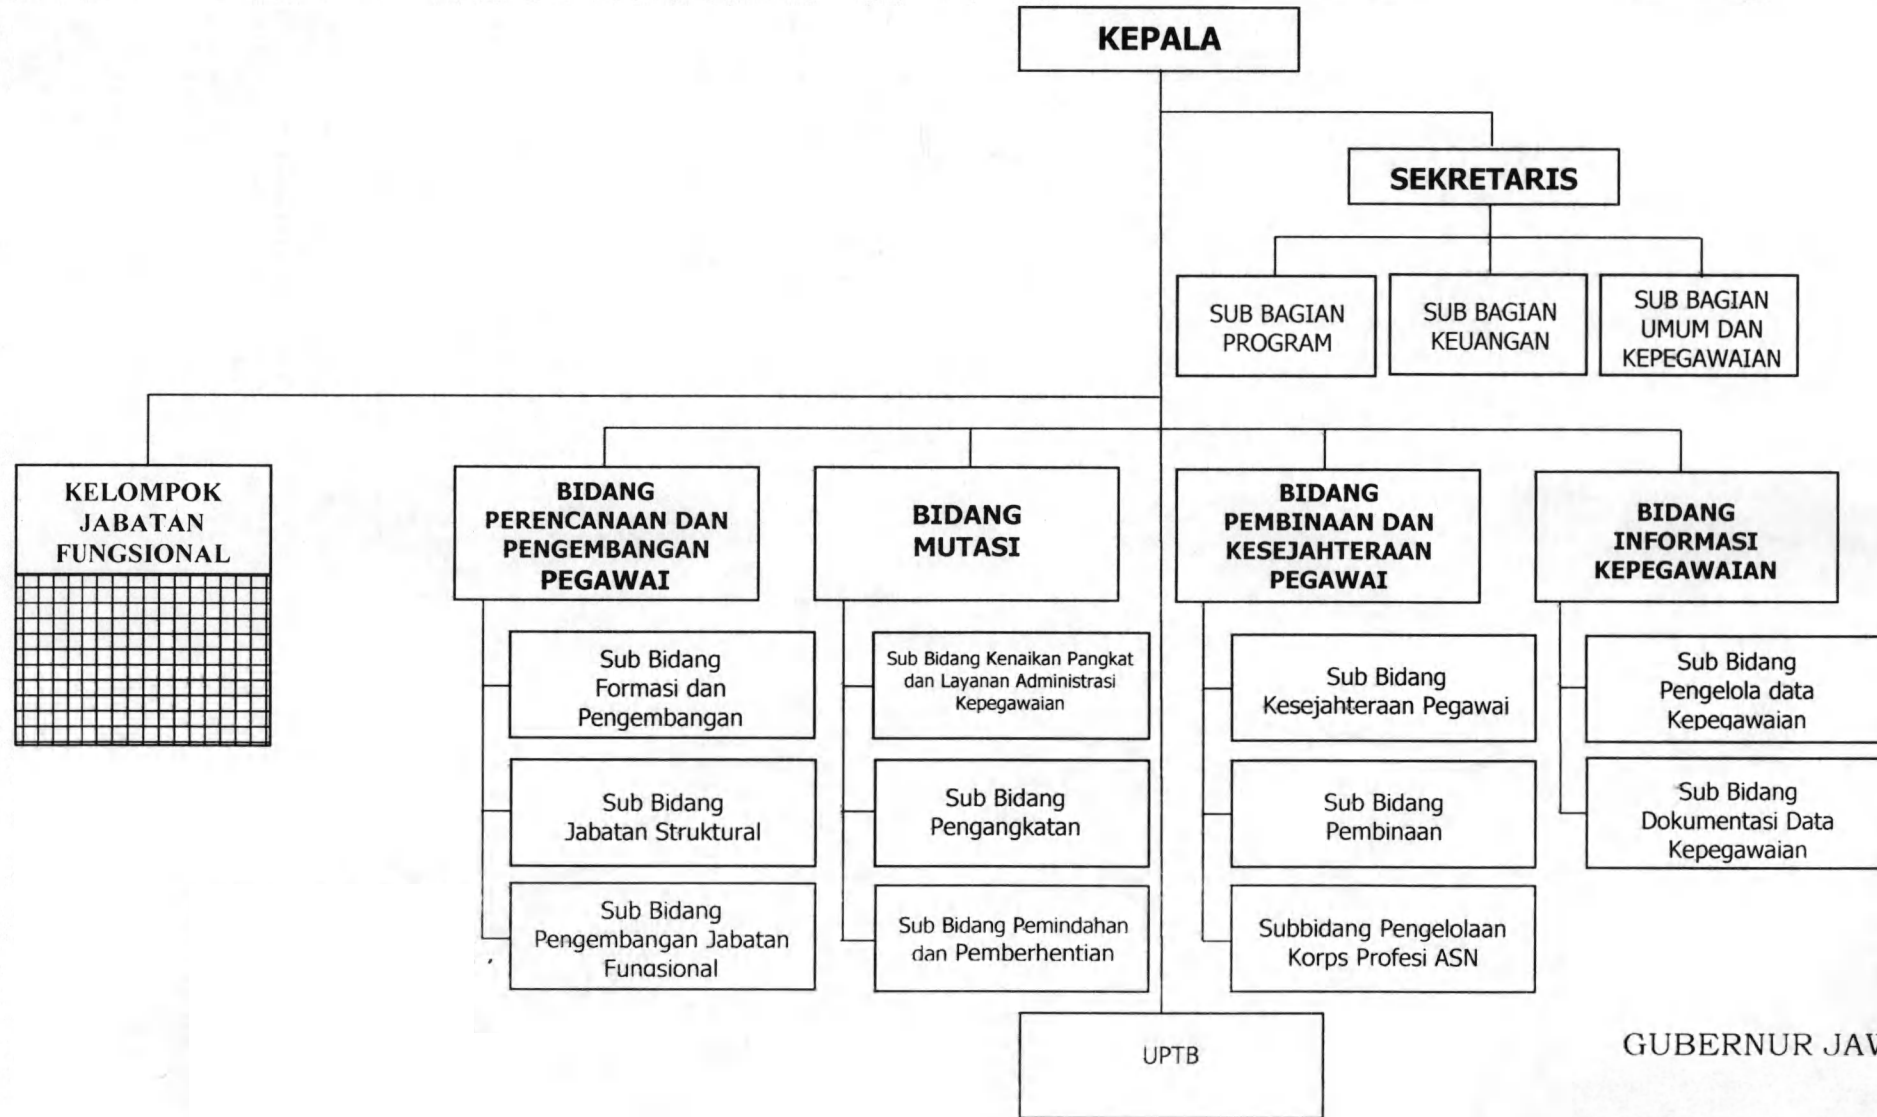 KEPALA
SEKRETARIS
SUB BAGIAN
PROGRAM
SUB BAGIAN
KEUANGAN
SUB BAGIAN
UMUM DAN
KEPEGAWAIAN
KELOMPOK
JABATAN
FUNGSIONAL
BIDANG
PERENCANAAN DAN
PENGEMBANGAN
PEGAWAI
Sub Bidang
Formasi dan
Pengembangan
Sub Bidang
Jabatan Struktural
Sub Bidang
Pengembangan Jabatan
Fungsional
BIDANG
MUTASI
Sub Bidang Kenaikan Pangkat
dan Layanan Administrasi
Kepegawaian
Sub Bidang
Pengangkatan
Sub Bidang Pemindahan
dan Pemberhentian
BIDANG
PEMBINAAN DAN
KESEJAHTERAAN
PEGAWAI
Sub Bidang
Kesejahteraan Pegawai
Sub Bidang
Pembinaan
Subbidang Pengelolaan
Korps Profesi ASN
BIDANG
INFORMASI
KEPEGAWAIAN
Sub Bidang
Pengelola data
Kepegawaian
Sub Bidang
Dokumentasi Data
Kepegawaian
UPTB
GUBERNUR JAW